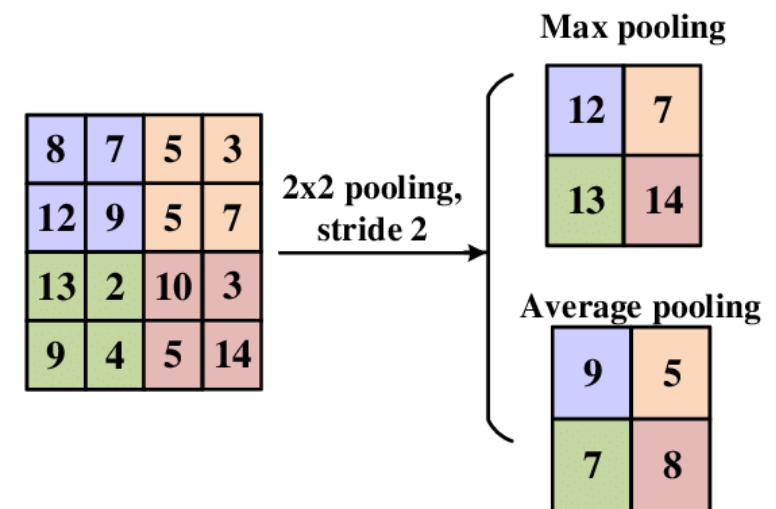 Max pooling
12 7
13 14
8 7 5 3
12 9 5 7
13 2 10 3
9 4 5 14
2x2 pooling,
stride 2
Average pooling
9 5
7 8